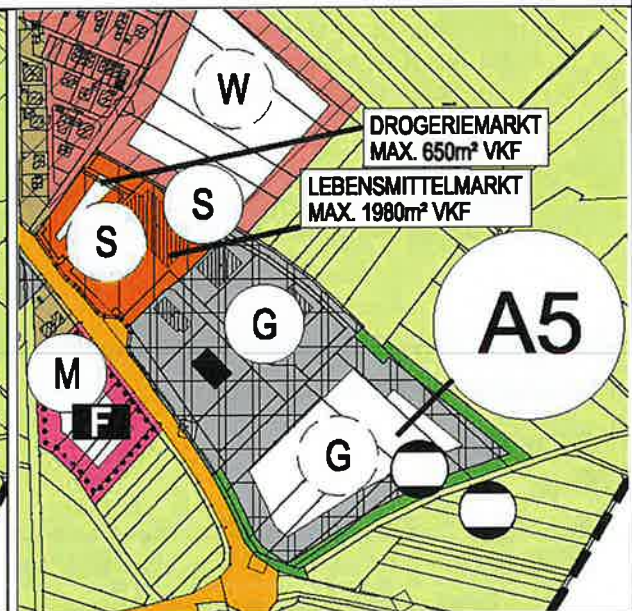 W
DROGERIEMARKT
MAX. 650m² VKF
LEBENSMITTELMARKT
MAX. 1980m² VKF
S
S
G
A5
M
F
G